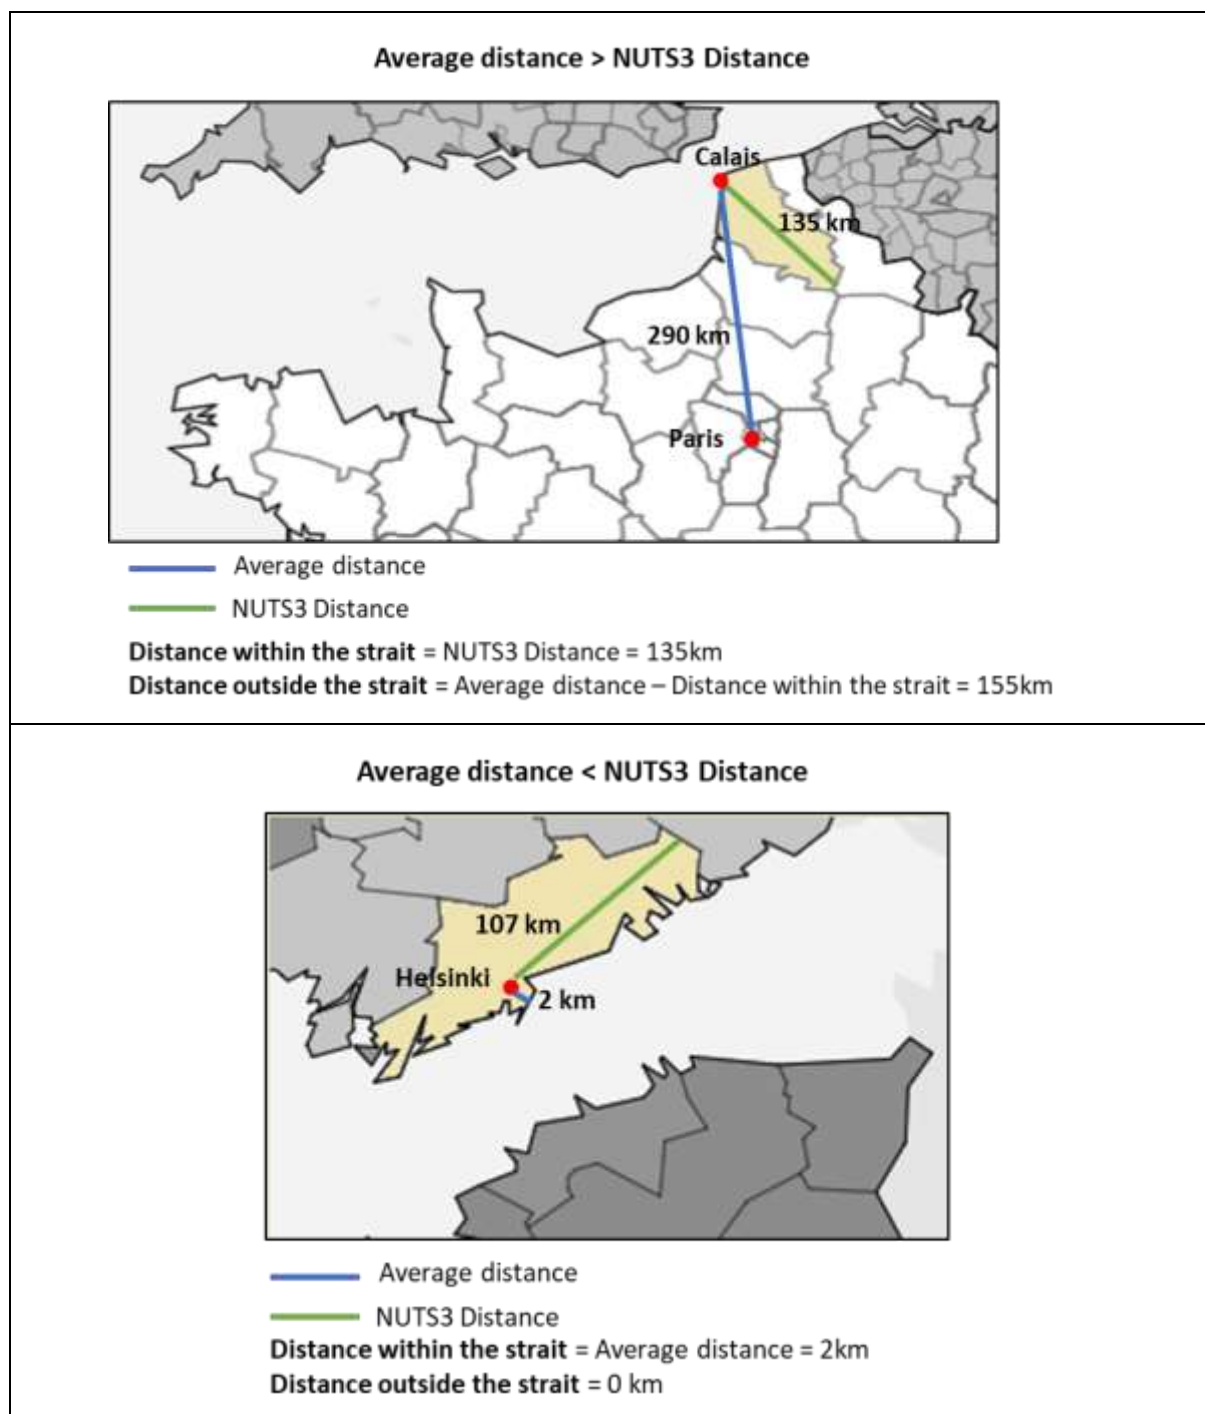 Average distance > NUTS3 Distance
Calais
135 km
290 km
Paris
Average distance
NUTS3 Distance
Distance within the strait = NUTS3 Distance = 135km
Distance outside the strait = Average distance – Distance within the strait = 155km
Average distance < NUTS3 Distance
107 km
Helsinki
2 km
Average distance
NUTS3 Distance
Distance within the strait = Average distance = 2km
Distance outside the strait = 0 km